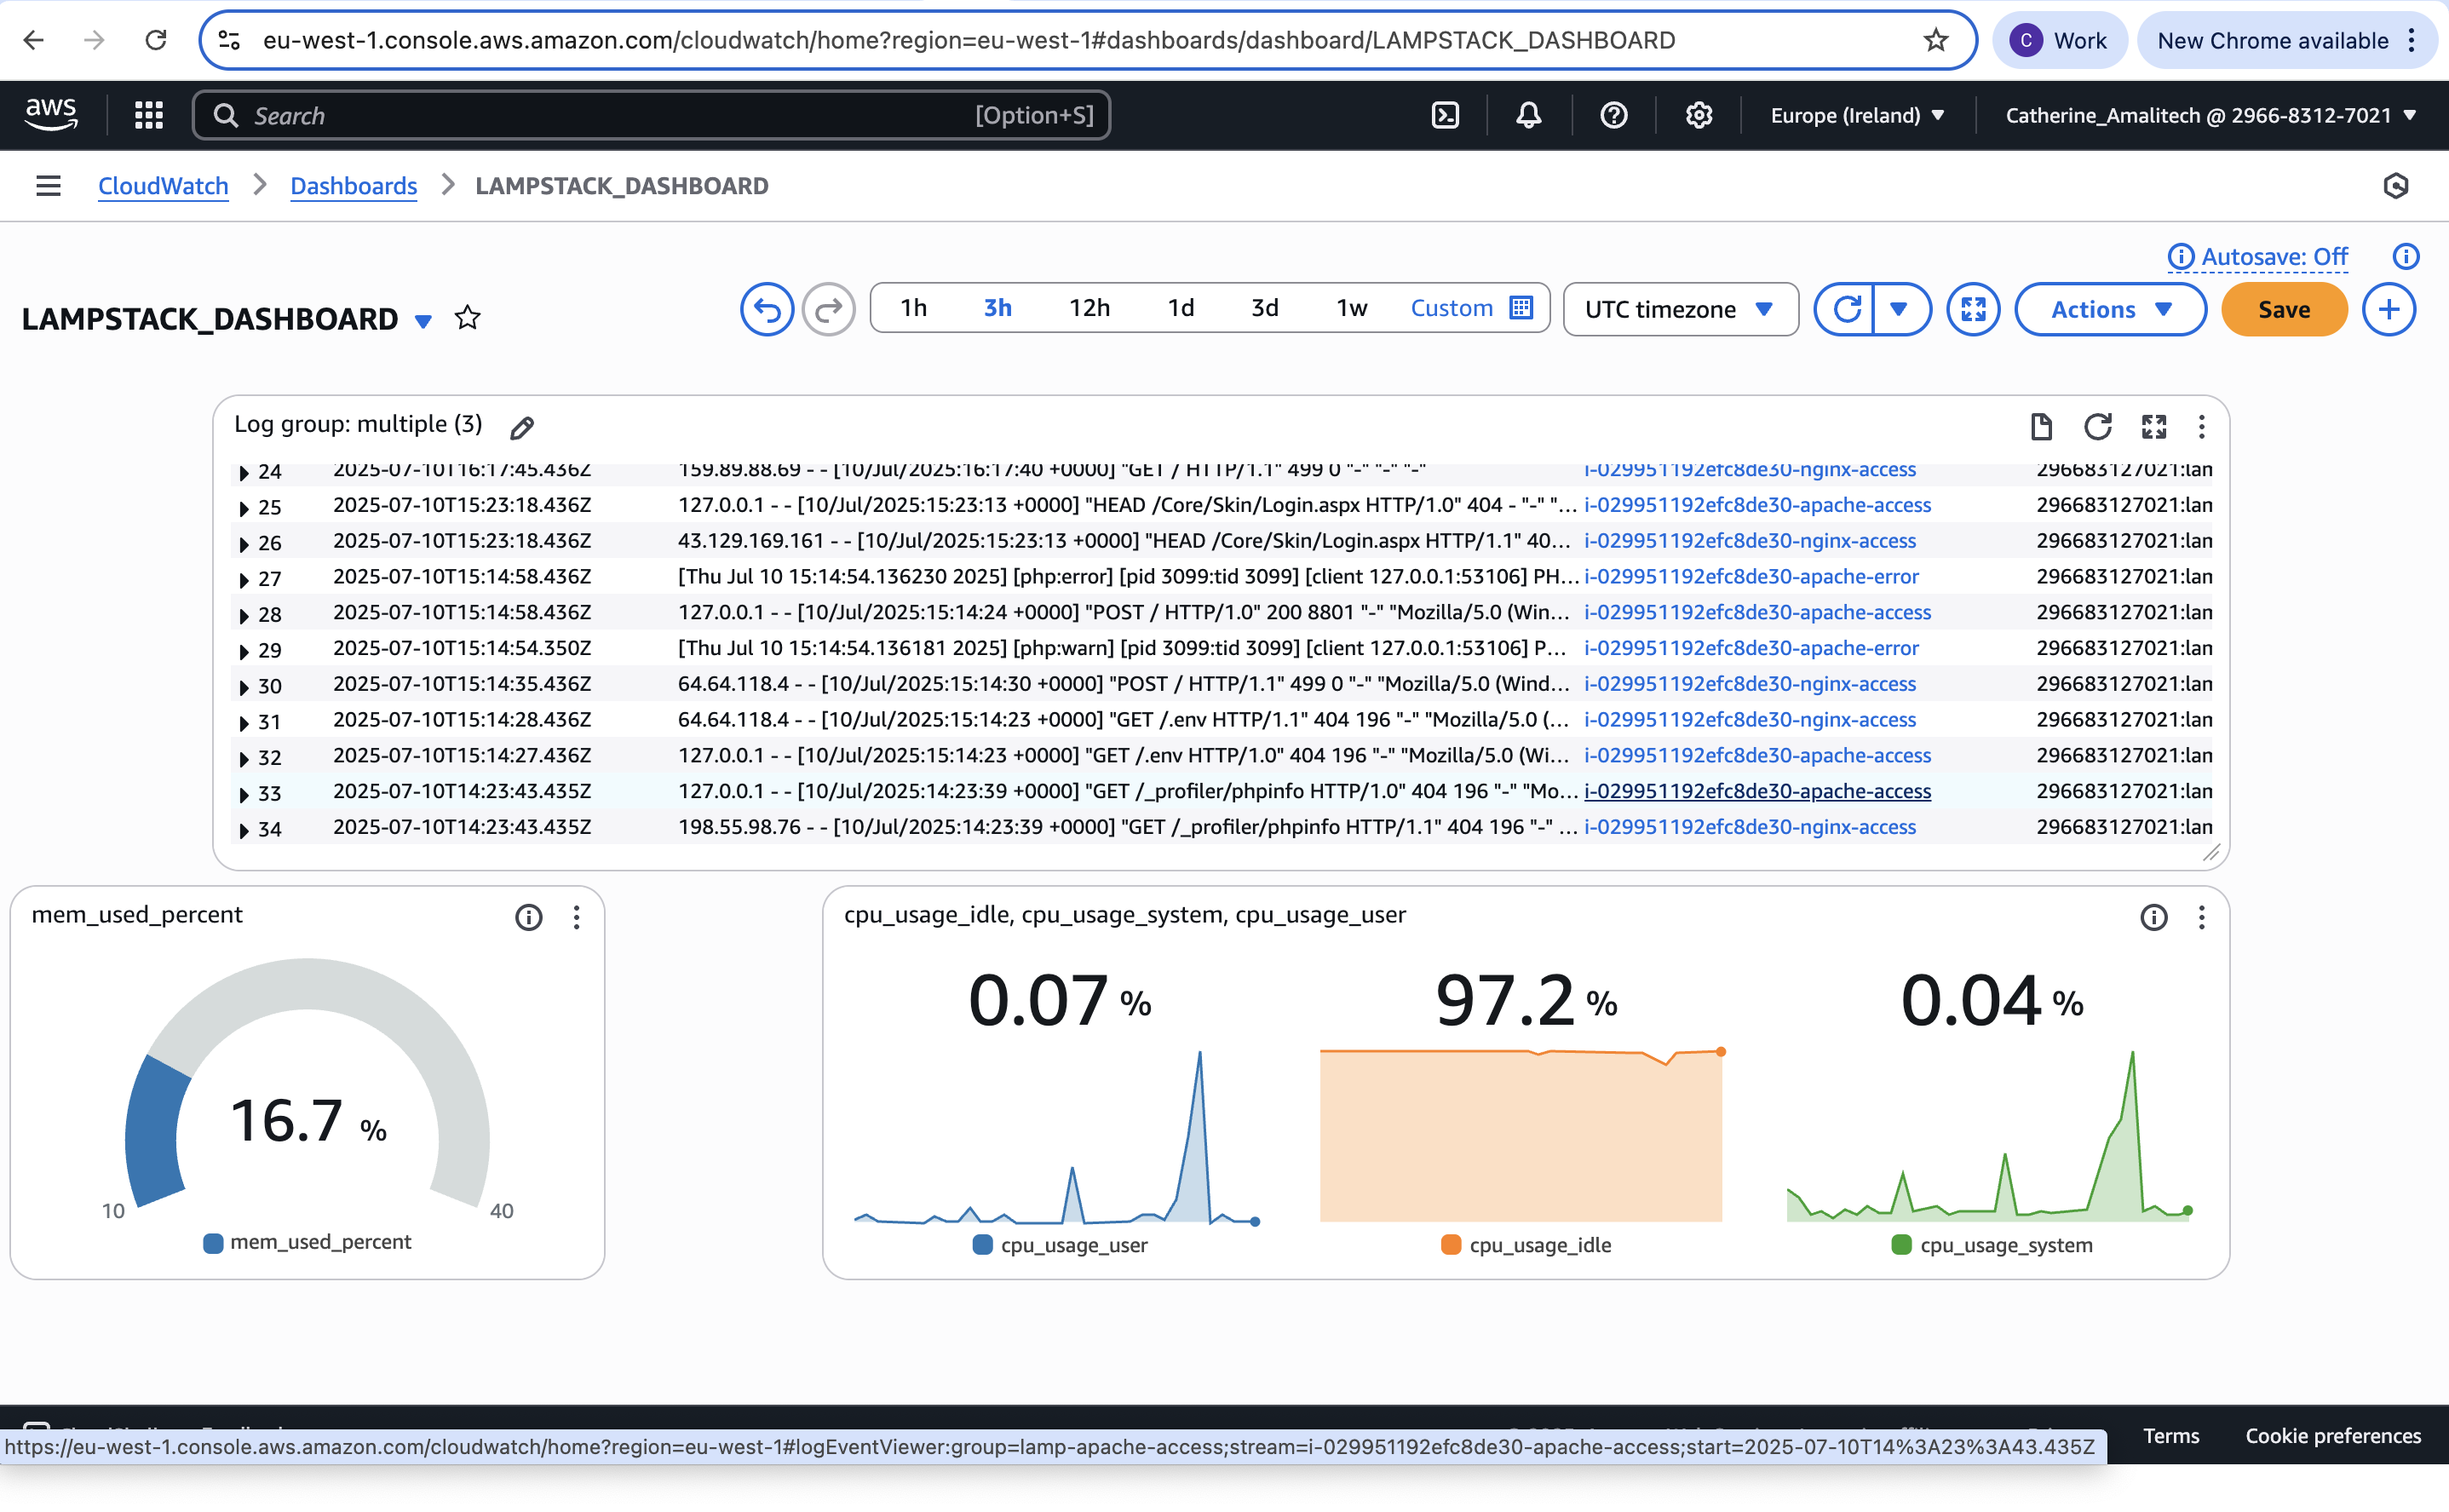 eu-west-1.console.aws.amazon.com/cloudwatch/home?region=eu-west-1#dashboards/dashboard/LAMPSTACK_DASHBOARD
C Work
New Chrome available
aws
Search [Option+S]
Europe (Ireland)
Catherine_Amalitech @ 2966-8312-7021
CloudWatch Dashboards LAMPSTACK_DASHBOARD
Autosave: Off
LAMPSTACK_DASHBOARD
1h 3h 12h 1d 3d 1w Custom
UTC timezone
Actions
Save
Log group: multiple (3)
24 2025-07-10T16:17:45.436Z 159.89.88.69 - - [10/Jul/2025:16:17:40 +0000] "GET / HTTP/1.1" 499 0 "-" "-" "-" i-029951192efc8de30-nginx-access 296683127021:lan
25 2025-07-10T15:23:18.436Z 127.0.0.1 - - [10/Jul/2025:15:23:13 +0000] "HEAD /Core/Skin/Login.aspx HTTP/1.0" 404 - "-" "... i-029951192efc8de30-apache-access 296683127021:lan
26 2025-07-10T15:23:18.436Z 43.129.169.161 - - [10/Jul/2025:15:23:13 +0000] "HEAD /Core/Skin/Login.aspx HTTP/1.1" 40... i-029951192efc8de30-nginx-access 296683127021:lan
27 2025-07-10T15:14:58.436Z [Thu Jul 10 15:14:54.136230 2025] [php:error] [pid 3099:tid 3099] [client 127.0.0.1:53106] PH... i-029951192efc8de30-apache-error 296683127021:lan
28 2025-07-10T15:14:58.436Z 127.0.0.1 - - [10/Jul/2025:15:14:24 +0000] "POST / HTTP/1.0" 200 8801 "-" "Mozilla/5.0 (Win... i-029951192efc8de30-apache-access 296683127021:lan
29 2025-07-10T15:14:54.350Z [Thu Jul 10 15:14:54.136181 2025] [php:warn] [pid 3099:tid 3099] [client 127.0.0.1:53106] P... i-029951192efc8de30-apache-error 296683127021:lan
30 2025-07-10T15:14:35.436Z 64.64.118.4 - - [10/Jul/2025:15:14:30 +0000] "POST / HTTP/1.1" 499 0 "-" "Mozilla/5.0 (Wind... i-029951192efc8de30-nginx-access 296683127021:lan
31 2025-07-10T15:14:28.436Z 64.64.118.4 - - [10/Jul/2025:15:14:23 +0000] "GET /.env HTTP/1.1" 404 196 "-" "Mozilla/5.0 (... i-029951192efc8de30-nginx-access 296683127021:lan
32 2025-07-10T15:14:27.436Z 127.0.0.1 - - [10/Jul/2025:15:14:23 +0000] "GET /.env HTTP/1.0" 404 196 "-" "Mozilla/5.0 (Wi... i-029951192efc8de30-apache-access 296683127021:lan
33 2025-07-10T14:23:43.435Z 127.0.0.1 - - [10/Jul/2025:14:23:39 +0000] "GET /_profiler/phpinfo HTTP/1.0" 404 196 "-" "Mo... i-029951192efc8de30-apache-access 296683127021:lan
34 2025-07-10T14:23:43.435Z 198.55.98.76 - - [10/Jul/2025:14:23:39 +0000] "GET /_profiler/phpinfo HTTP/1.1" 404 196 "-" ... i-029951192efc8de30-nginx-access 296683127021:lan
mem_used_percent
16.7 %
10 40
mem_used_percent
cpu_usage_idle, cpu_usage_system, cpu_usage_user
0.07 % 97.2 % 0.04 %
cpu_usage_user cpu_usage_idle cpu_usage_system
Terms Cookie preferences
https://eu-west-1.console.aws.amazon.com/cloudwatch/home?region=eu-west-1#logEventViewer:group=lamp-apache-access;stream=i-029951192efc8de30-apache-access;start=2025-07-10T14%3A23%3A43.435Z